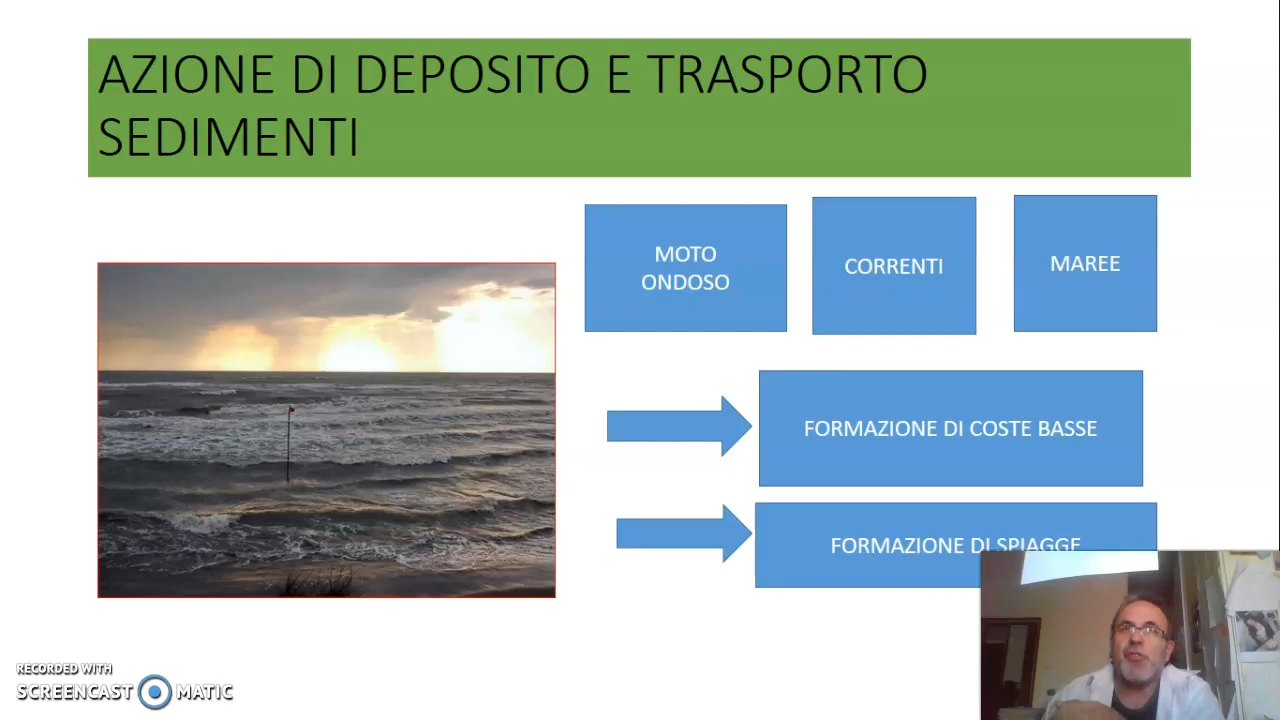 AZIONE DI DEPOSITO E TRASPORTO
SEDIMENTI
MOTO
ONDOSO
CORRENTI
MAREE
FORMAZIONE DI COSTE BASSE
FORMAZIONE DI SPIAGGE
RECORDED WITH
SCREENCAST MATIC